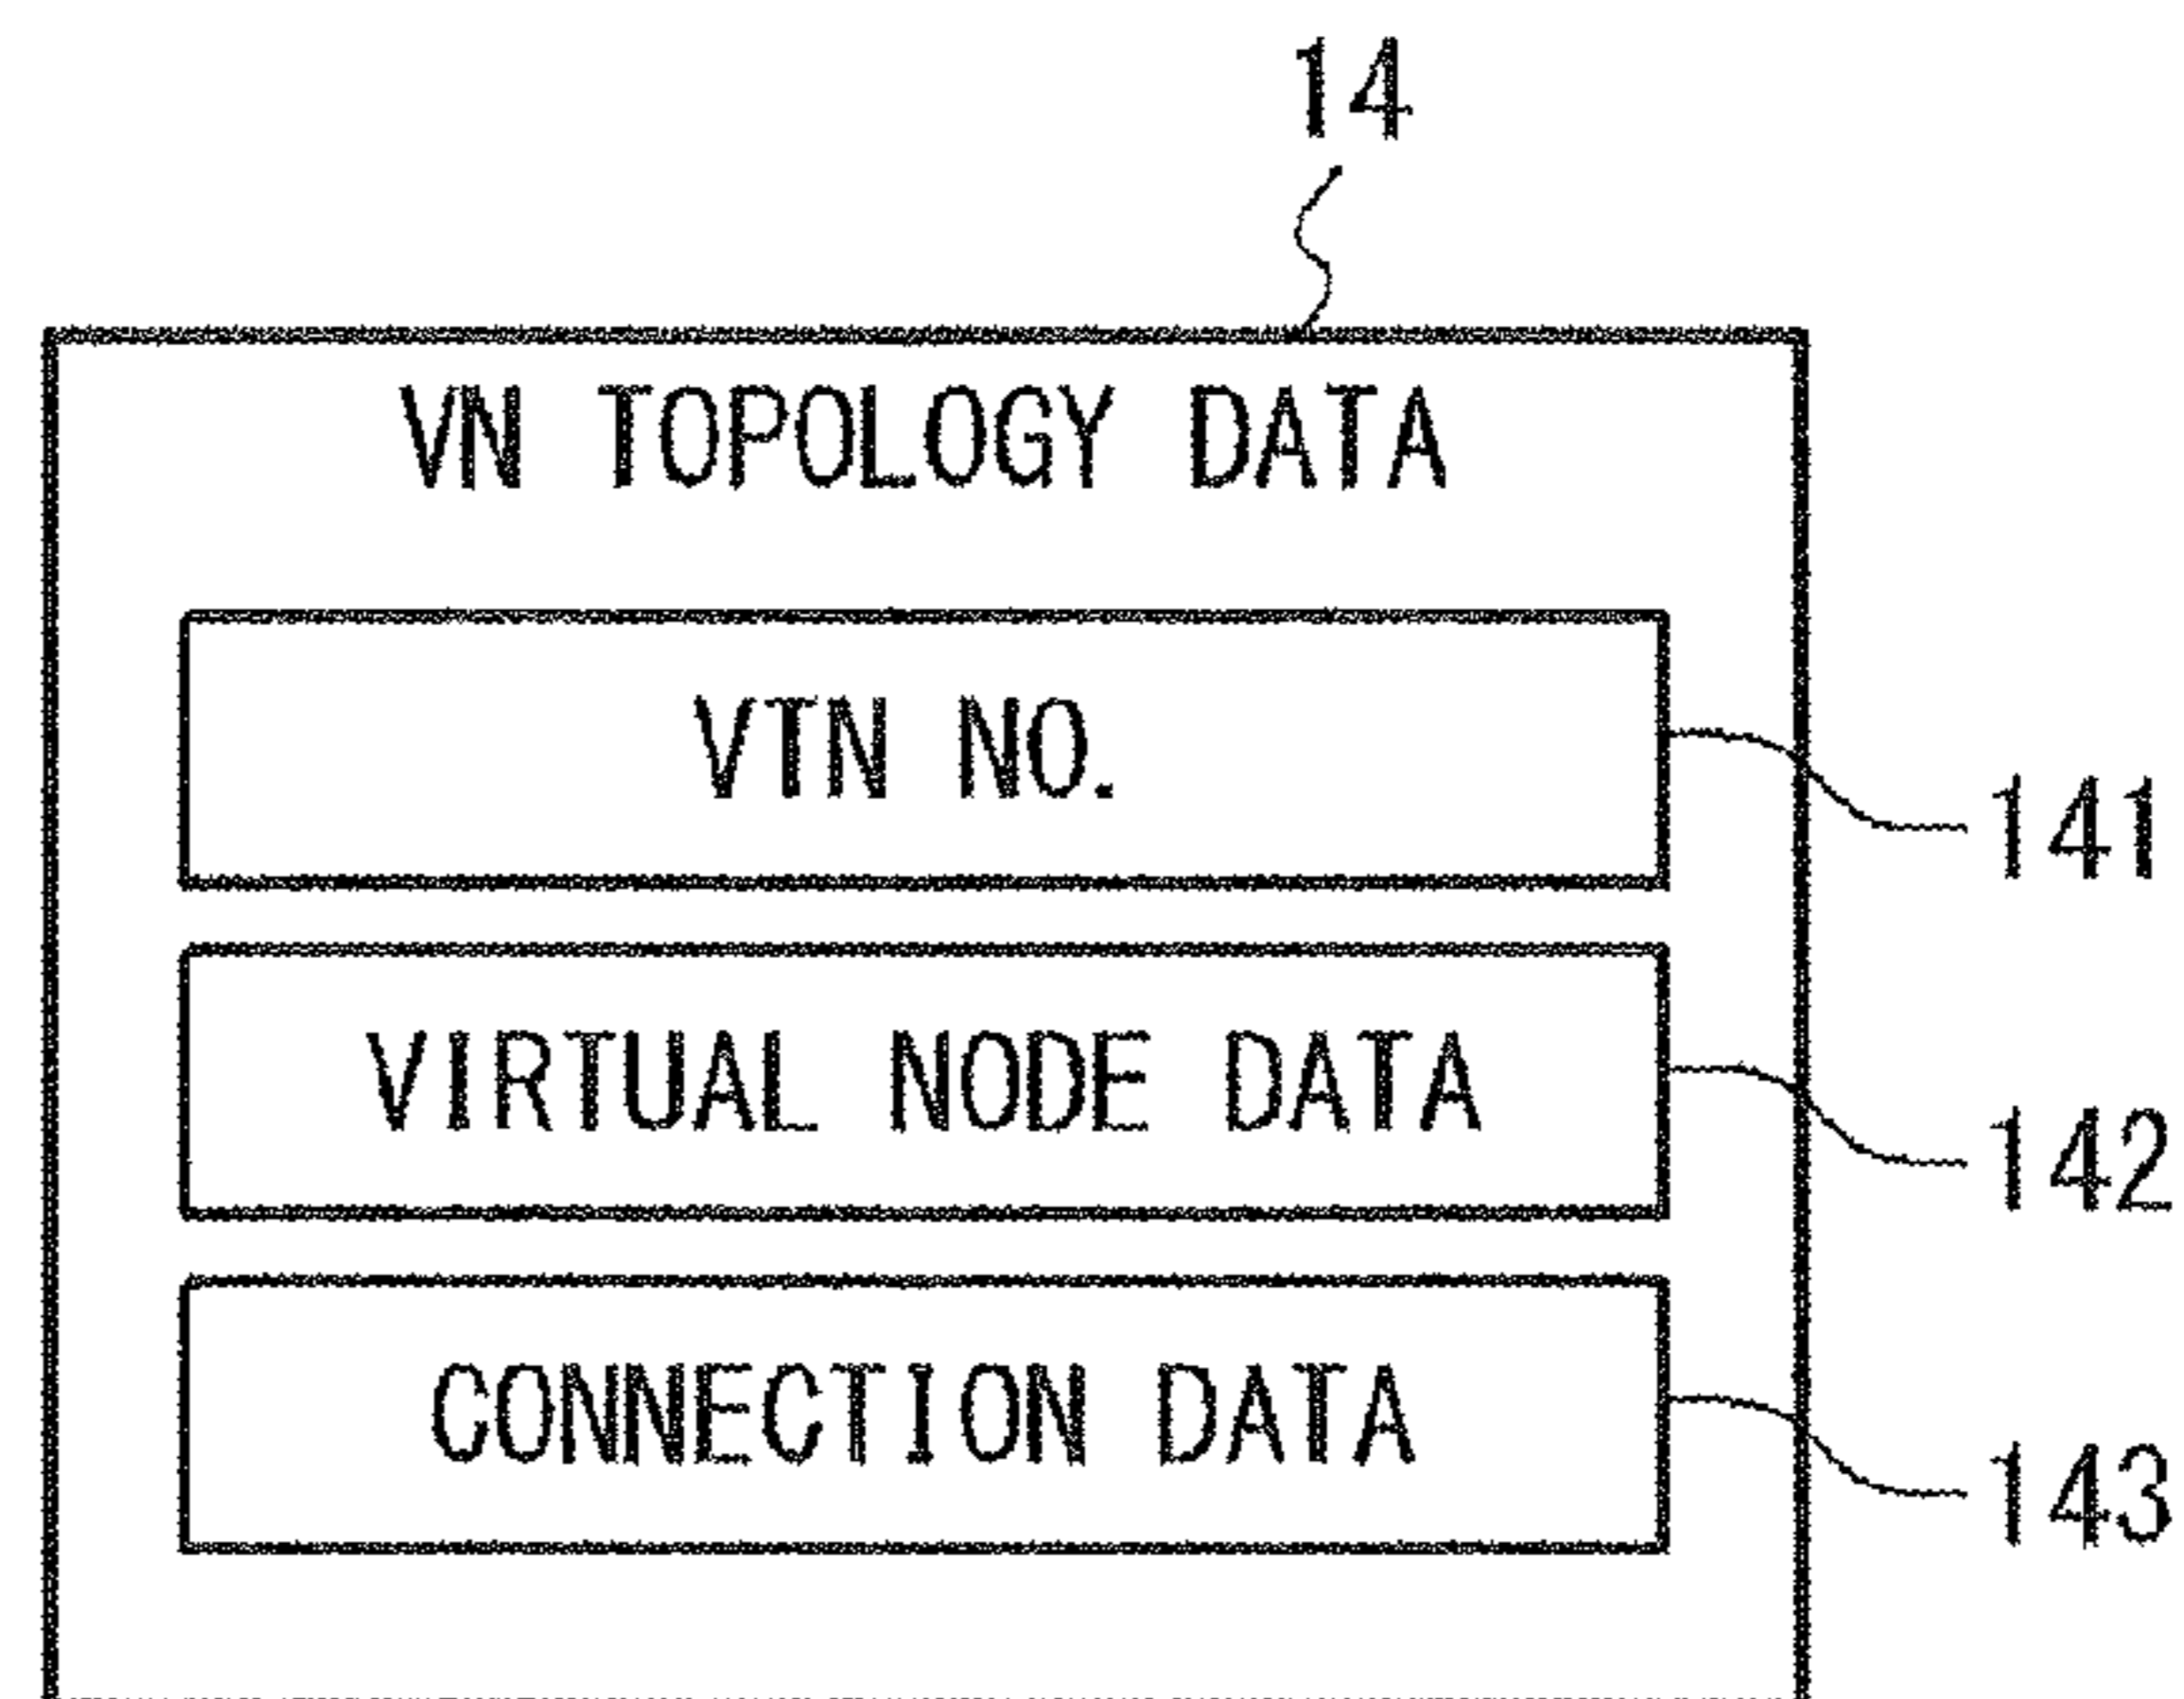 14
VN TOPOLOGY DATA
VTN NO.
141
VIRTUAL NODE DATA
142
CONNECTION DATA
143